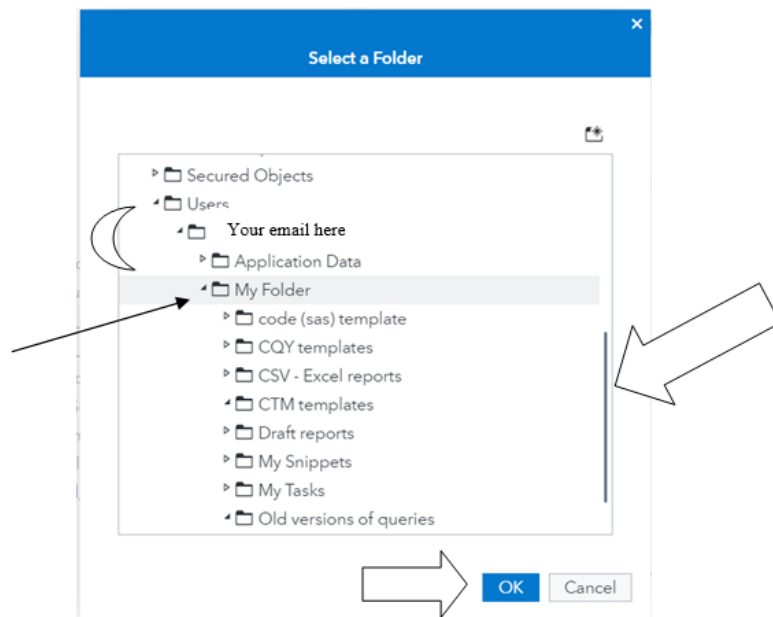 Select a Folder
Secured Objects
Users
Your email here
Application Data
My Folder
code (sas) template
CQY templates
CSV - Excel reports
CTM templates
Draft reports
My Snippets
My Tasks
Old versions of queries
OK
Cancel